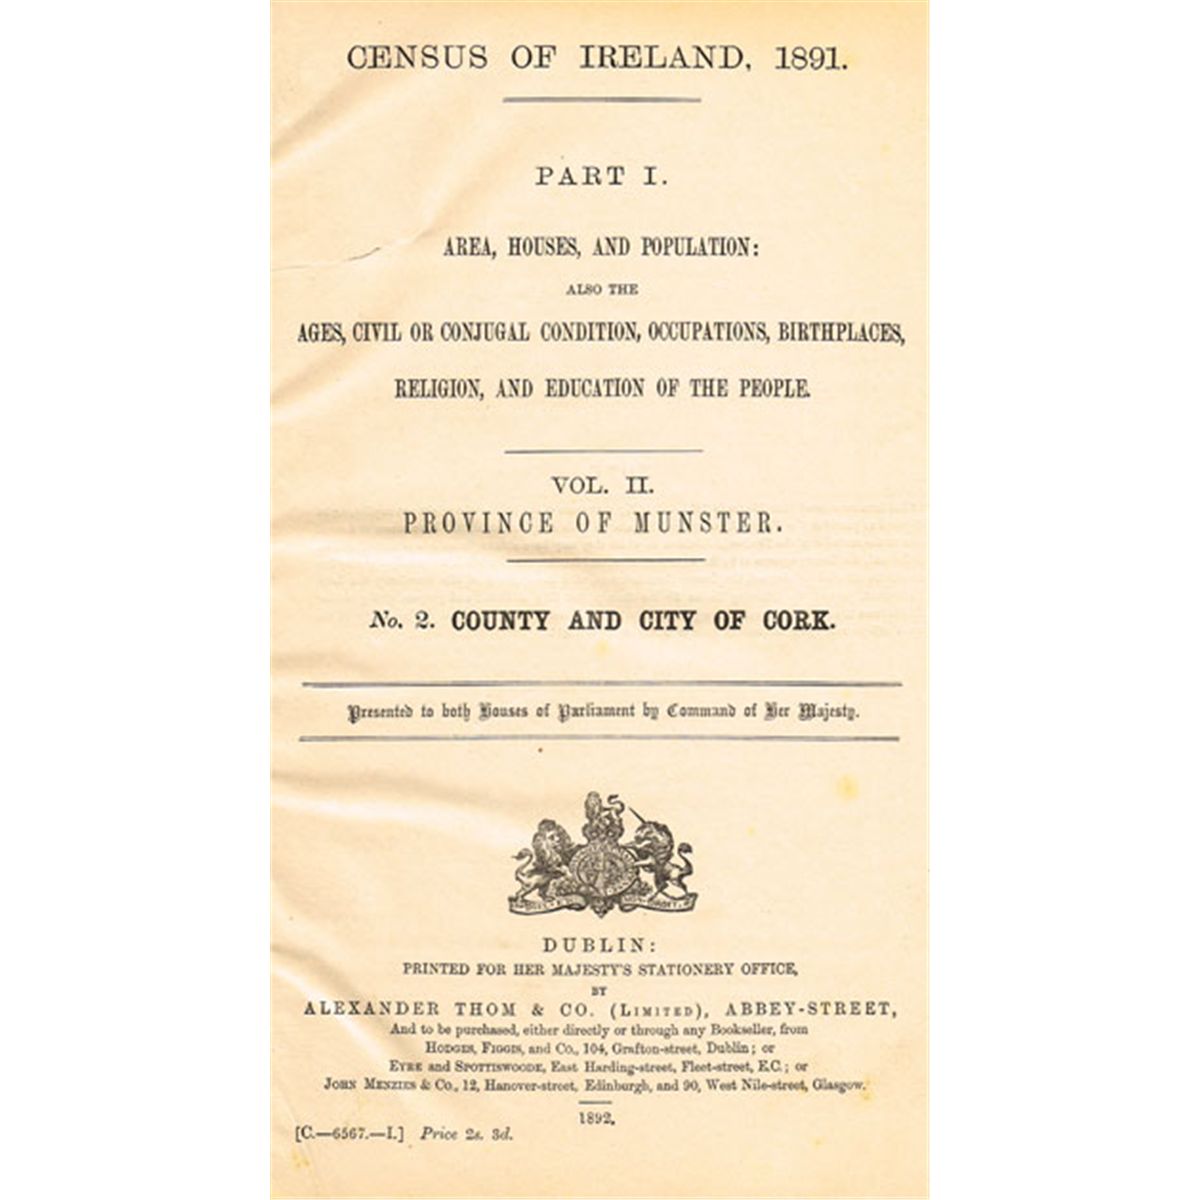 CENSUS OF IRELAND, 1891.
PART I.
AREA, HOUSES, AND POPULATION:
ALSO THE
AGES, CIVIL OR CONJUGAL CONDITION, OCCUPATIONS, BIRTHPLACES,
RELIGION, AND EDUCATION OF THE PEOPLE.
VOL. II.
PROVINCE OF MUNSTER.
No. 2. COUNTY AND CITY OF CORK.
Presented to both Houses of Parliament by Command of Her Majesty.
DUBLIN:
PRINTED FOR HER MAJESTY'S STATIONERY OFFICE,
BY
ALEXANDER THOM & CO. (LIMITED), ABBEY-STREET,
And to be purchased, either directly or through any Bookseller, from
HODGES, FIGGIS, and Co., 104, Grafton-street, Dublin; or
EYRE and SPOTTISWOODE, East Harding-street, Fleet-street, E.C.; or
JOHN MENZIES & Co., 12, Hanover-street, Edinburgh, and 90, West Nile-street, Glasgow.
1892.
[C.—6567.—I.] Price 2s. 3d.